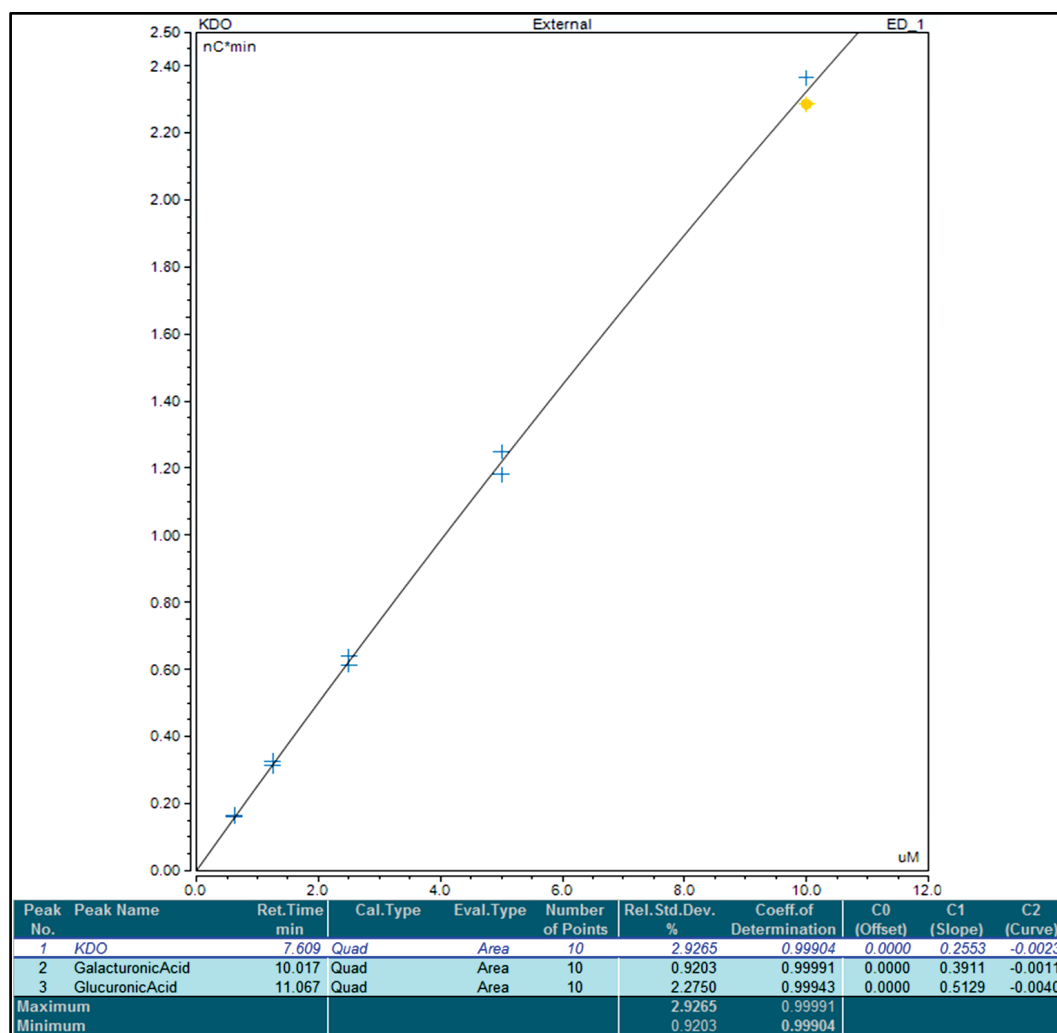 KDO External ED_1
2.50
nC*min
2.40
2.20
2.00
1.80
1.60
1.40
1.20
1.00
0.80
0.60
0.40
0.20
0.00
uM
0.0 2.0 4.0 6.0 8.0 10.0 12.0
Peak Peak Name Ret.Time Cal.Type Eval.Type Number Rel.Std.Dev. Coeff.of C0 C1 C2
No. min of Points % Determination (Offset) (Slope) (Curve)
1 KDO 7.609 Quad Area 10 2.9265 0.99904 0.0000 0.2553 -0.0023
2 GalacturonicAcid 10.017 Quad Area 10 0.9203 0.99991 0.0000 0.3911 -0.0011
3 GlucuronicAcid 11.067 Quad Area 10 2.2750 0.99943 0.0000 0.5129 -0.0040
Maximum 2.9265 0.99991
Minimum 0.9203 0.99904